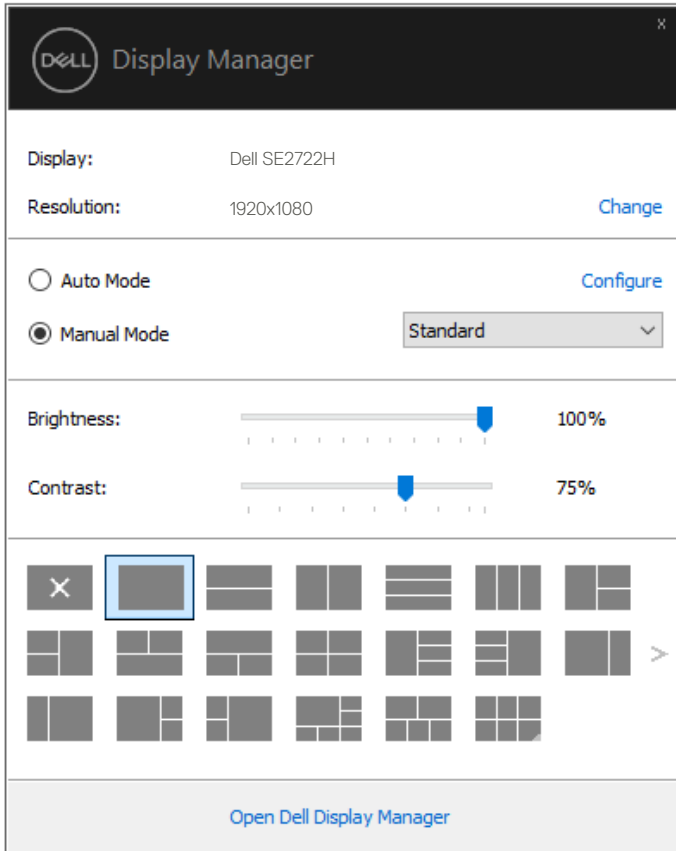 x
DELL Display Manager
Display: Dell SE2722H
Resolution: 1920x1080 Change
Auto Mode Configure
Manual Mode Standard
Brightness: 100%
Contrast: 75%
Open Dell Display Manager